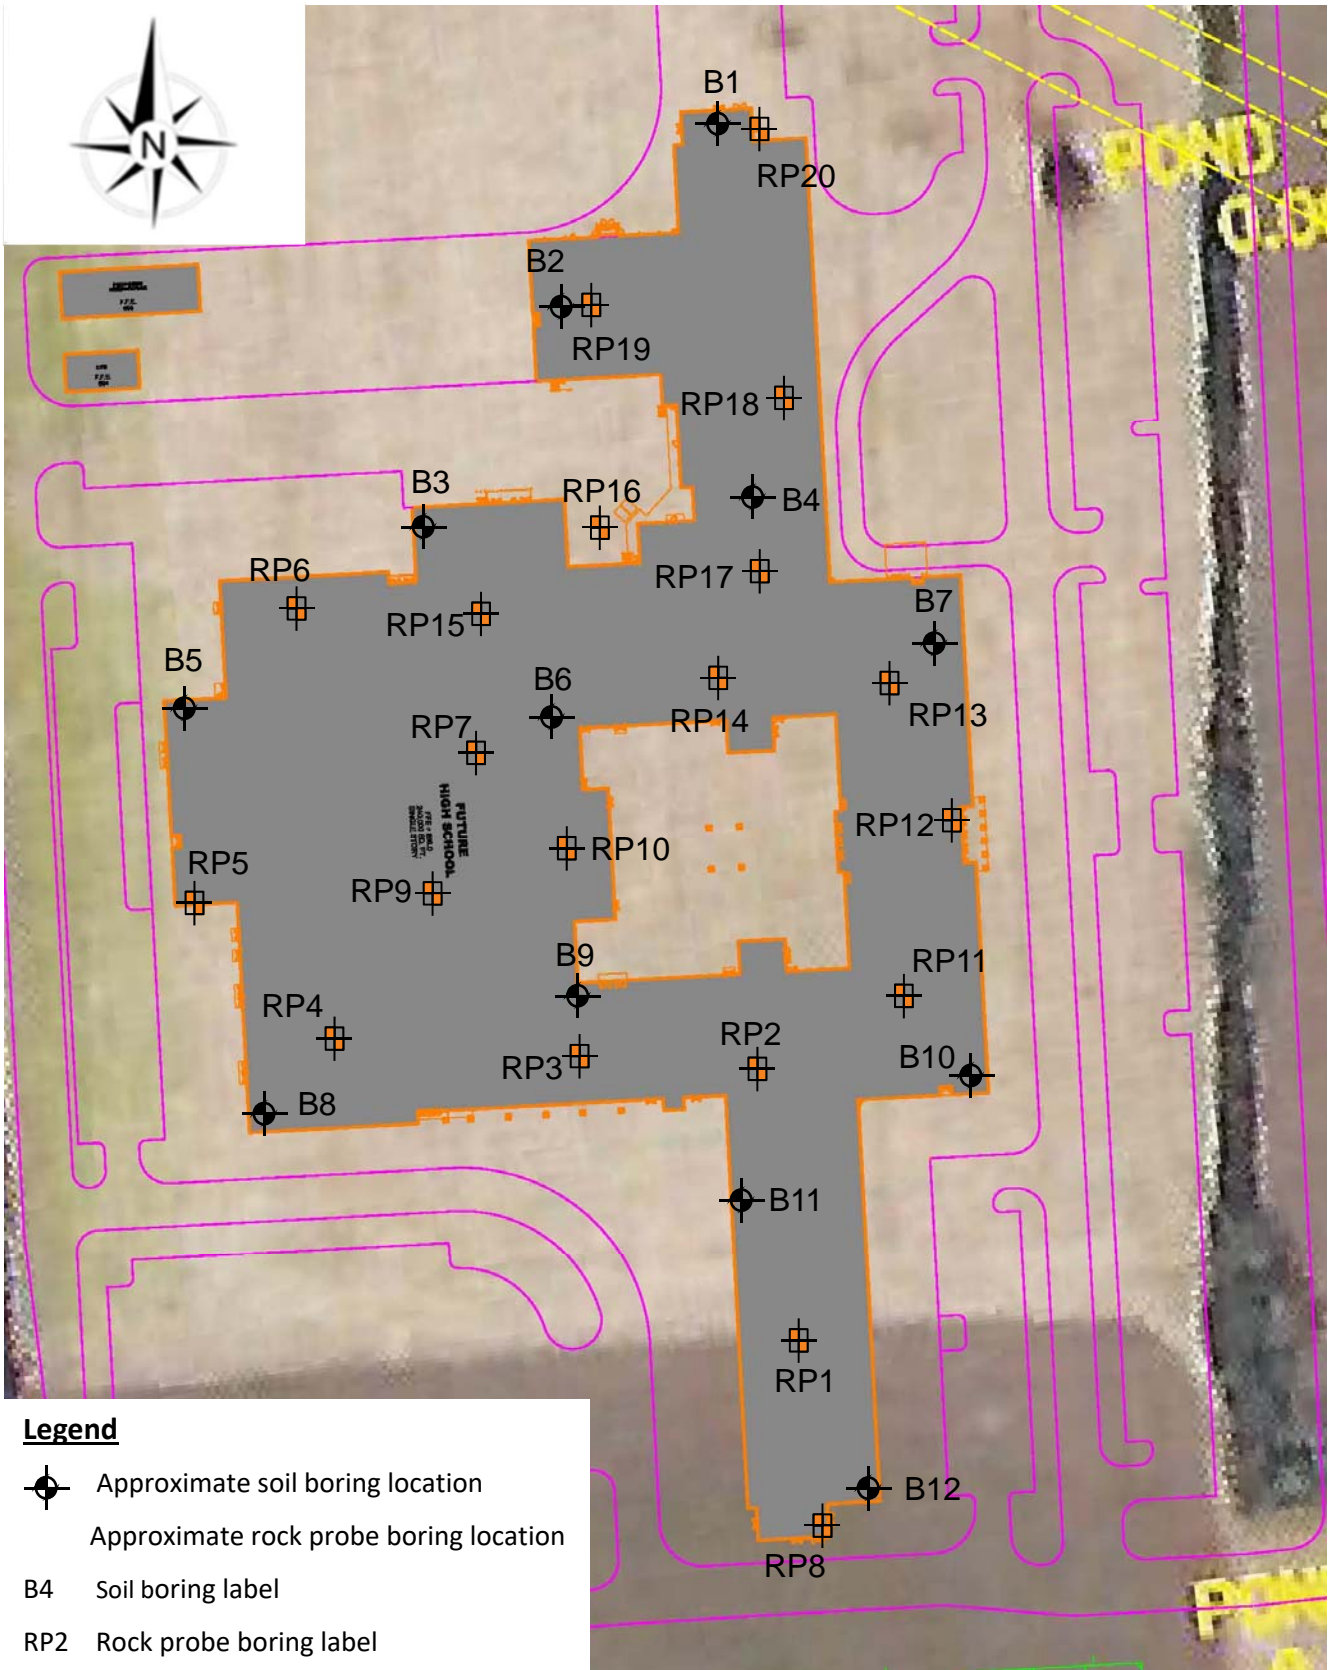 N
B1
RP20
POND
B2
RP19
RP18
B3
RP16
B4
RP6
RP17
RP15
B7
B5
B6
RP13
RP14
RP7
FUTURE
HIGH SCHOOL
RP12
RP10
RP5
RP9
B9
RP11
RP4
RP2
RP3
B10
B8
B11
RP1
B12
RP8
Legend
Approximate soil boring location
Approximate rock probe boring location
B4 Soil boring label
RP2 Rock probe boring label